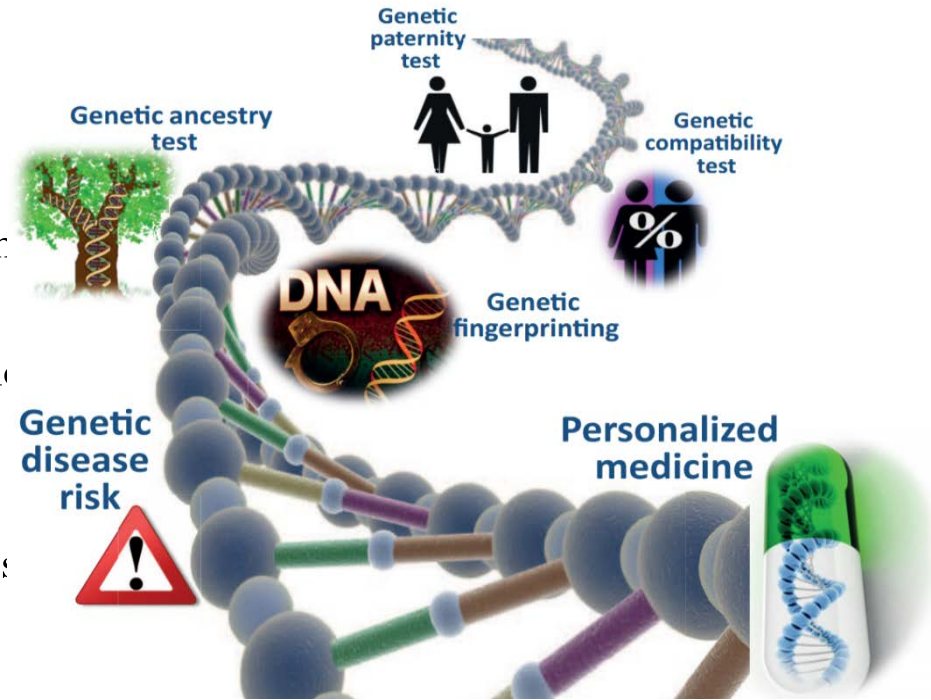 Genetic
paternity
test
Genetic ancestry
test
Genetic
compatibility
test
%
DNA
Genetic
fingerprinting
Genetic
disease
risk
!
Personalized
medicine